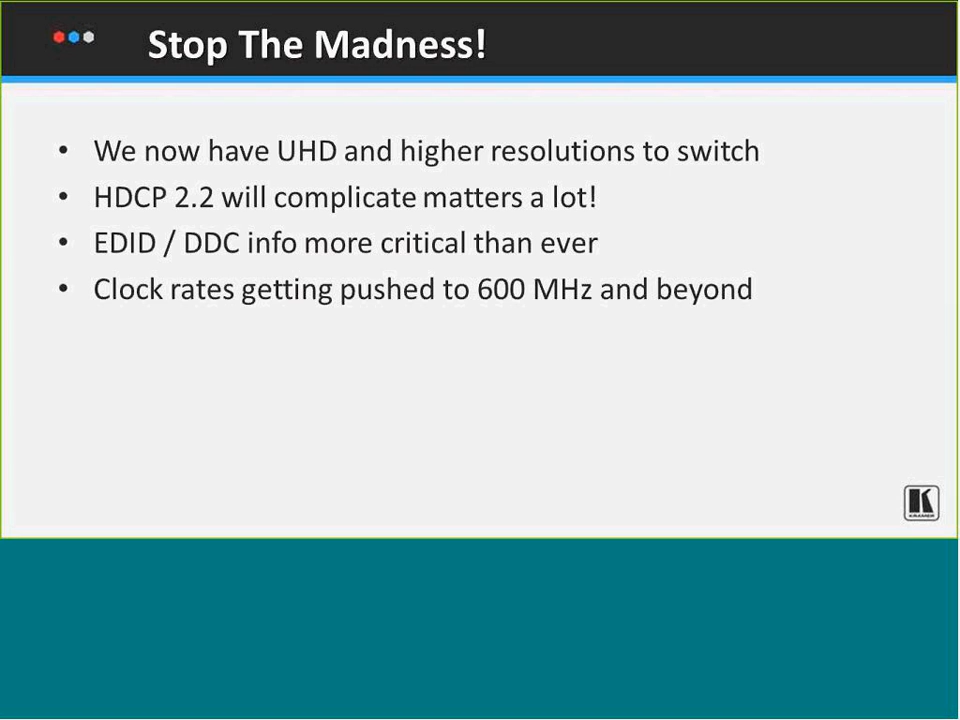 Stop The Madness!
• We now have UHD and higher resolutions to switch
• HDCP 2.2 will complicate matters a lot!
• EDID / DDC info more critical than ever
• Clock rates getting pushed to 600 MHz and beyond
K
KRAMER